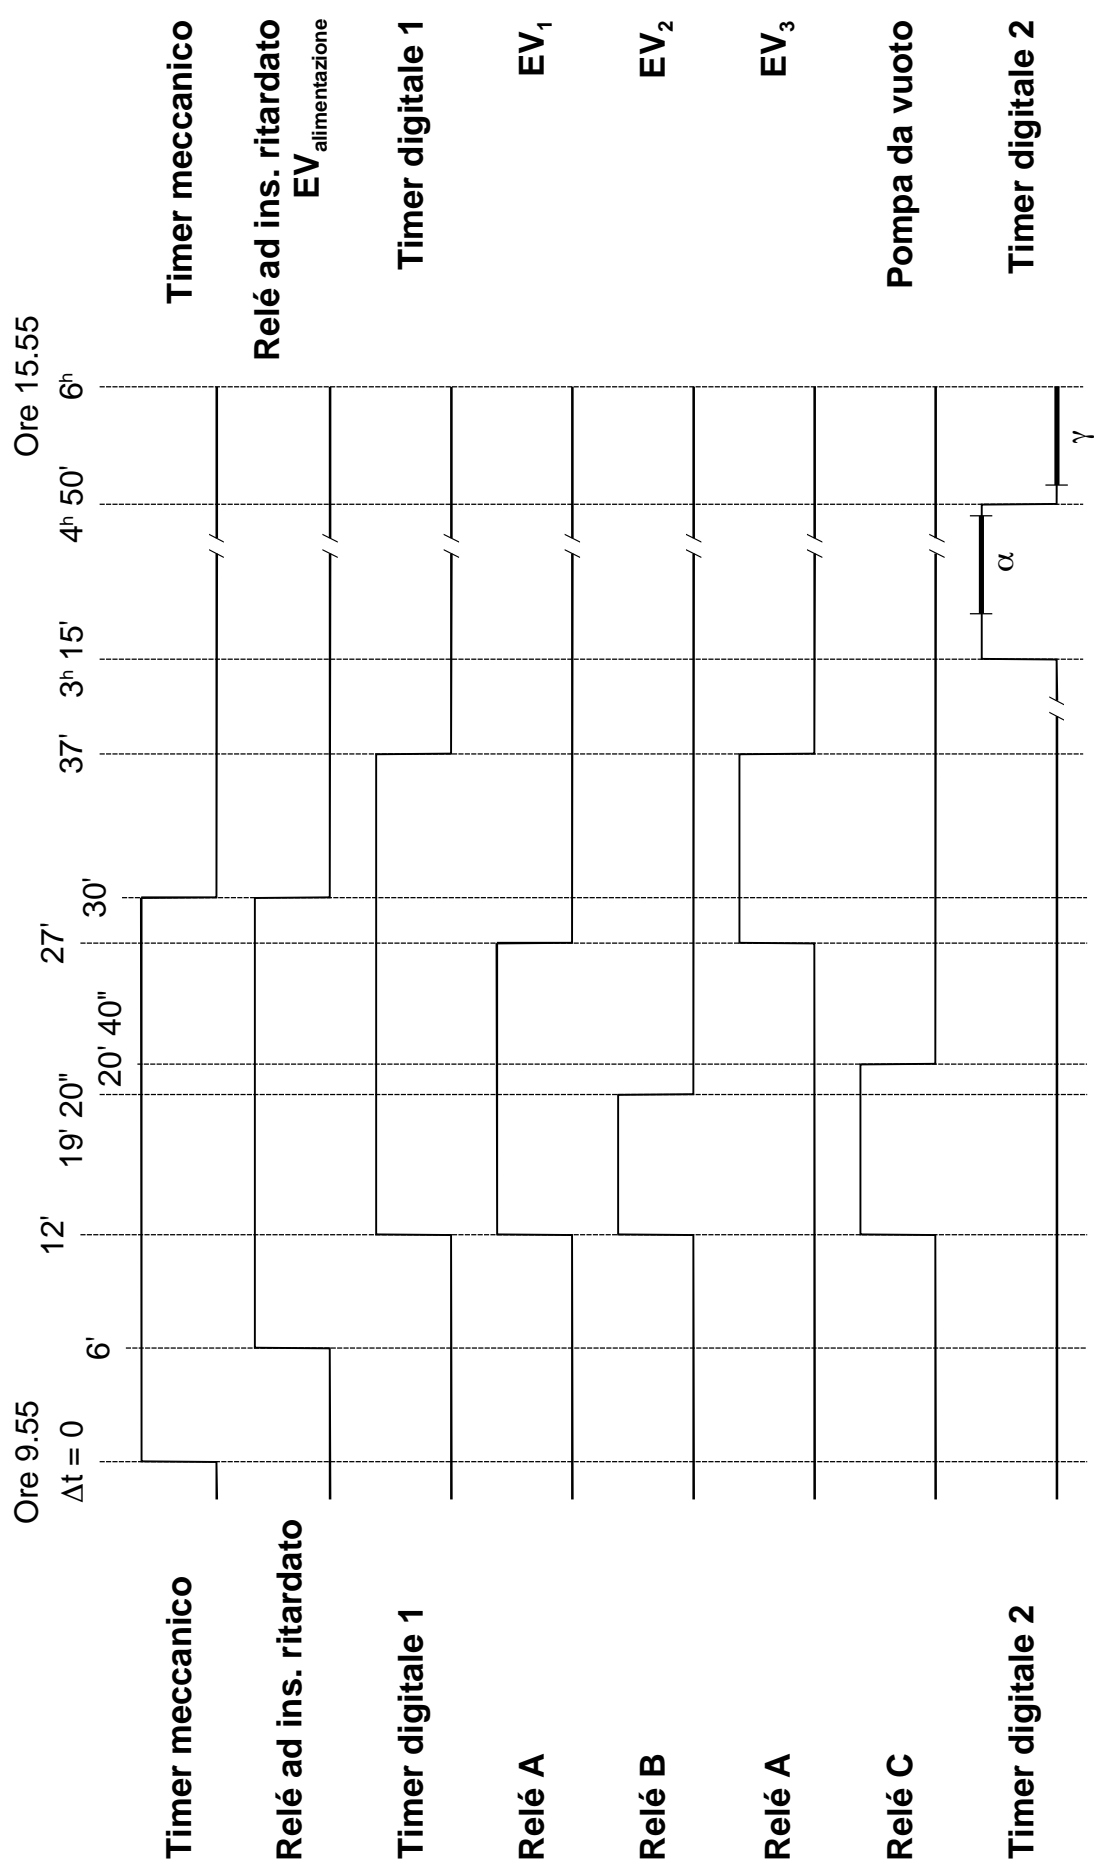 Ore 9.55
Ore 15.55
Δt = 0
6'
12'
19' 20"
20' 40"
27'
30'
37'
3h 15'
4h 50'
6h
Timer meccanico
Timer meccanico
Relé ad ins. ritardato
Relé ad ins. ritardato
EValimentazione
Timer digitale 1
Timer digitale 1
Relé A
EV1
Relé B
EV2
Relé A
EV3
Relé C
Pompa da vuoto
Timer digitale 2
α
γ
Timer digitale 2